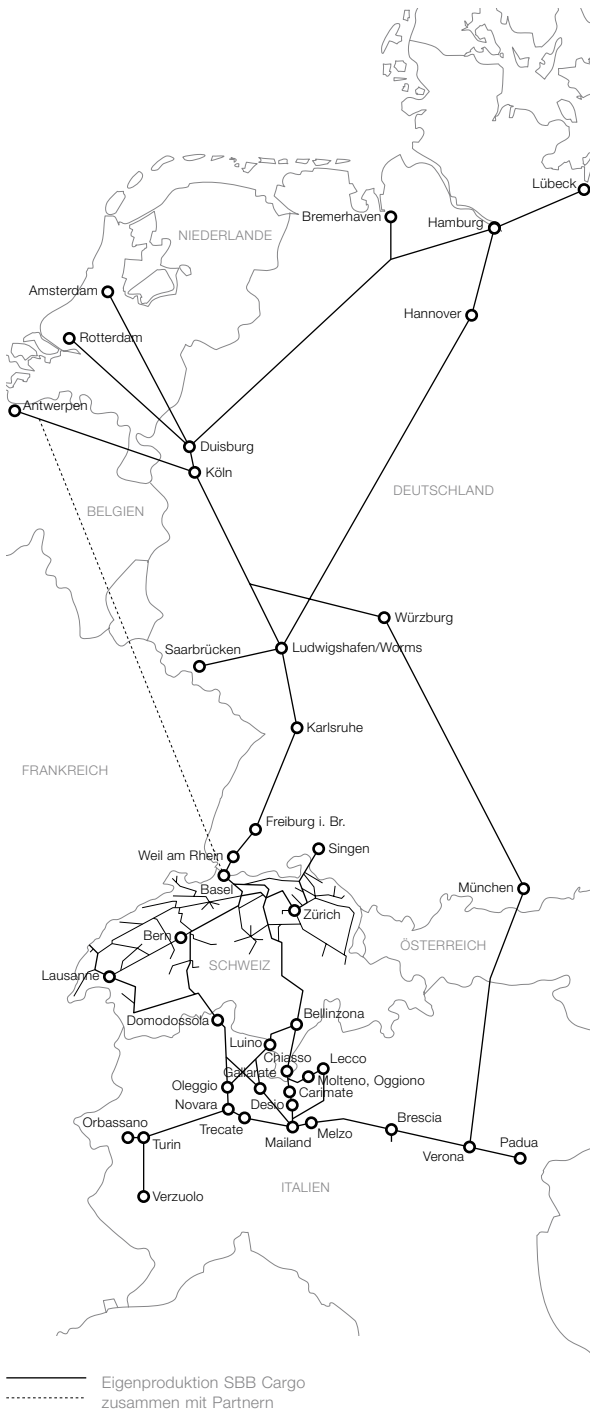 Lübeck
Bremerhaven
Hamburg
NIEDERLANDE
Amsterdam
Hannover
Rotterdam
Antwerpen
Duisburg
Köln
DEUTSCHLAND
BELGIEN
Würzburg
Saarbrücken
Ludwigshafen/Worms
Karlsruhe
FRANKREICH
Freiburg i. Br.
Weil am Rhein
Singen
Basel
München
Zürich
Bern
ÖSTERREICH
SCHWEIZ
Lausanne
Domodossola
Bellinzona
Luino
Chiasso
Lecco
Gallarate
Molteno, Oggiono
Oleggio
Carimate
Novara
Desio
Orbassano
Trecate
Brescia
Turin
Mailand
Melzo
Padua
Verona
ITALIEN
Verzuolo
Eigenproduktion SBB Cargo
zusammen mit Partnern